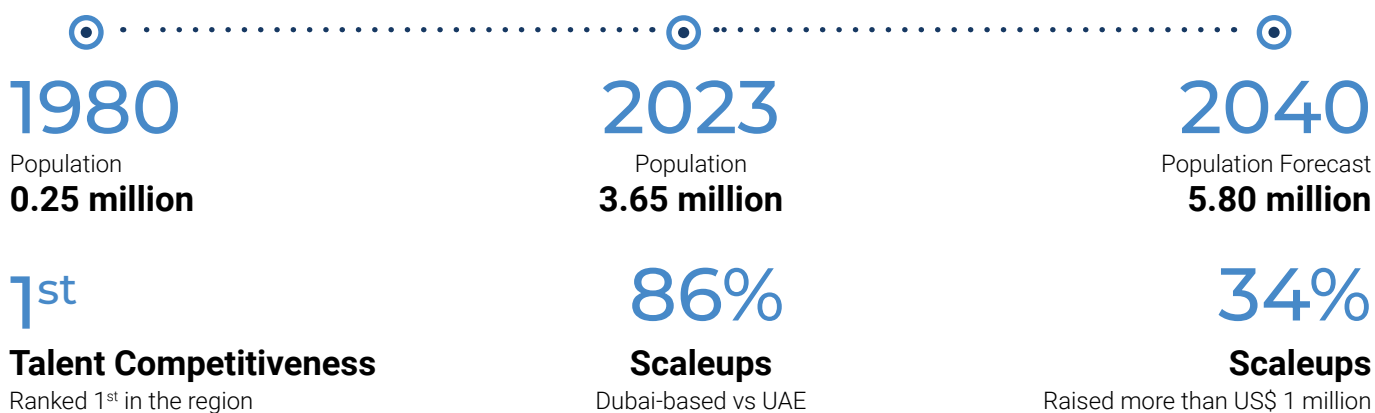 1980
Population
0.25 million
2023
Population
3.65 million
2040
Population Forecast
5.80 million
1st
Talent Competitiveness
Ranked 1st in the region
86%
Scaleups
Dubai-based vs UAE
34%
Scaleups
Raised more than US$ 1 million